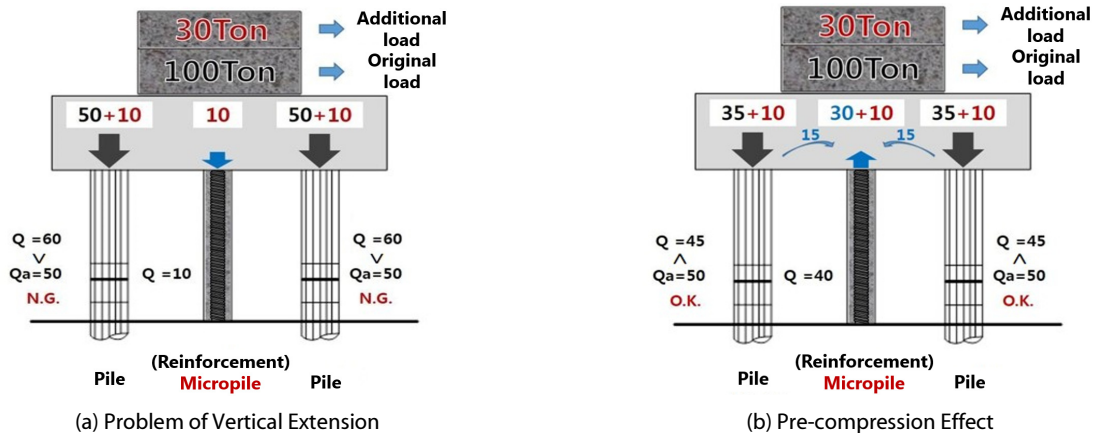 30Ton
Additional
load
100Ton
Original
load
50+10
10
50+10
Q =60
∨
Qa=50
N.G.
Q =10
Q =60
∨
Qa=50
N.G.
Pile
(Reinforcement)
Micropile
Pile
(a) Problem of Vertical Extension
30Ton
Additional
load
100Ton
Original
load
35+10
30+10
35+10
15
15
Q =45
∧
Qa=50
O.K.
Q =40
Q =45
∧
Qa=50
O.K.
Pile
(Reinforcement)
Micropile
Pile
(b) Pre-compression Effect